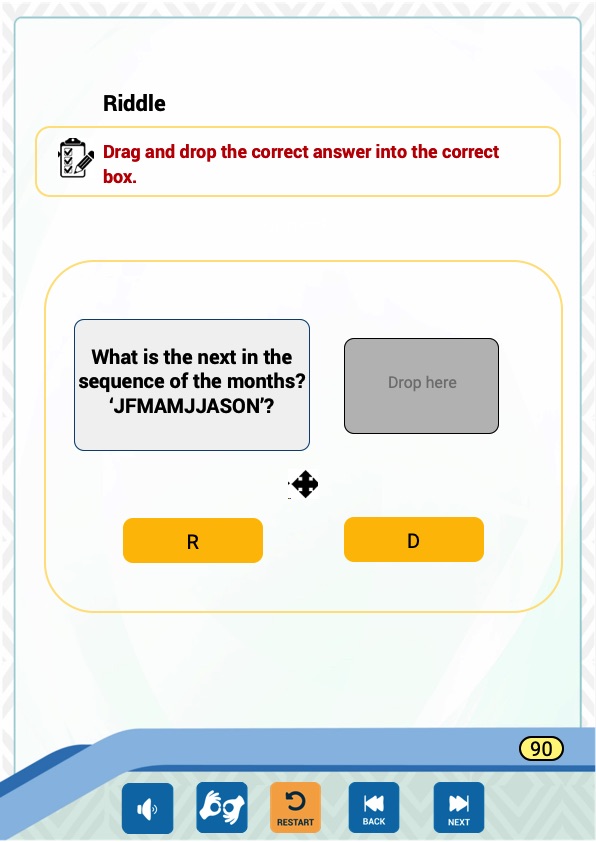 Riddle
Drag and drop the correct answer into the correct
box.
What is the next in the
sequence of the months?
‘JFMAMJJASON’?
Drop here
R
D
90
RESTART
BACK
NEXT